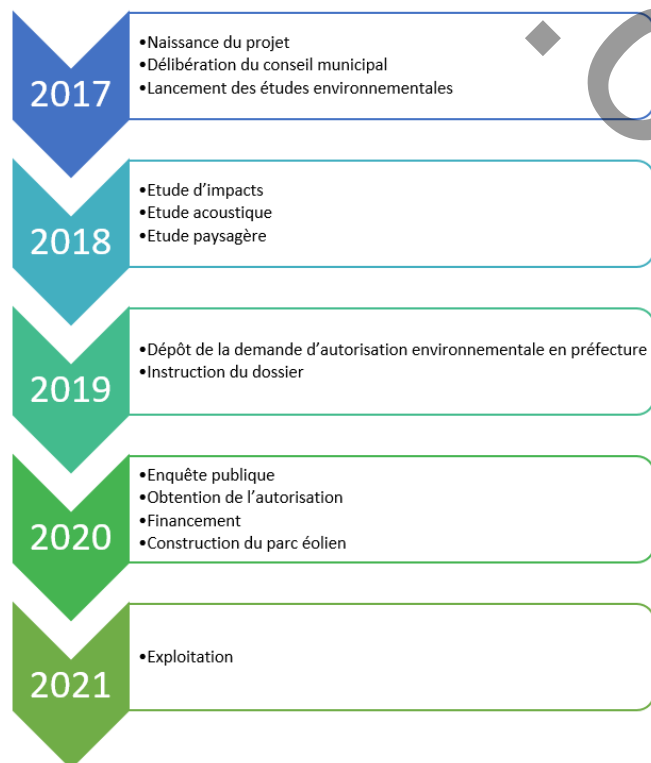 2017
•Naissance du projet
•Délibération du conseil municipal
•Lancement des études environnementales
2018
•Etude d'impacts
•Etude acoustique
•Etude paysagère
2019
•Dépôt de la demande d'autorisation environnementale en préfecture
•Instruction du dossier
2020
•Enquête publique
•Obtention de l'autorisation
•Financement
•Construction du parc éolien
2021
•Exploitation